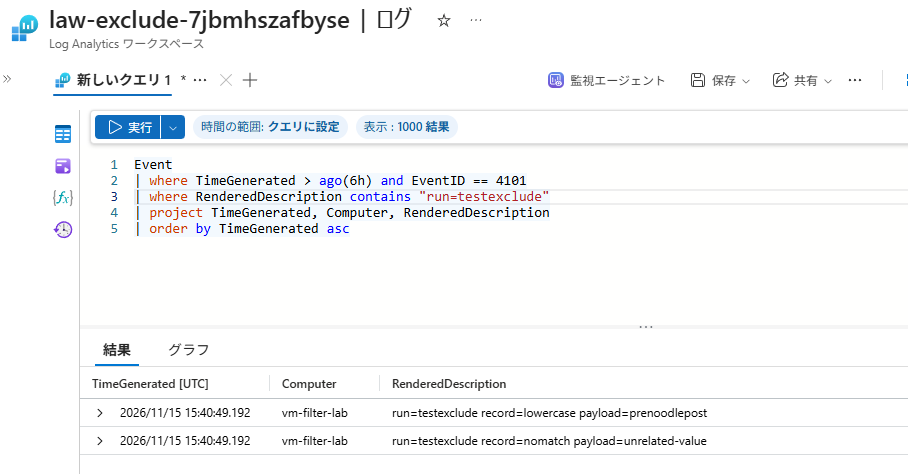 law-exclude-7jbmhszafbyse | ログ
Log Analytics ワークスペース
新しいクエリ 1 * ...
監視エージェント 保存 共有 ...
実行 時間の範囲: クエリに設定 表示 : 1000 結果
1 Event
2 | where TimeGenerated > ago(6h) and EventID == 4101
3 | where RenderedDescription contains "run=testexclude"
4 | project TimeGenerated, Computer, RenderedDescription
5 | order by TimeGenerated asc
結果 グラフ
TimeGenerated [UTC] Computer RenderedDescription
2026/11/15 15:40:49.192 vm-filter-lab run=testexclude record=lowercase payload=prenoodlepost
2026/11/15 15:40:49.192 vm-filter-lab run=testexclude record=nomatch payload=unrelated-value